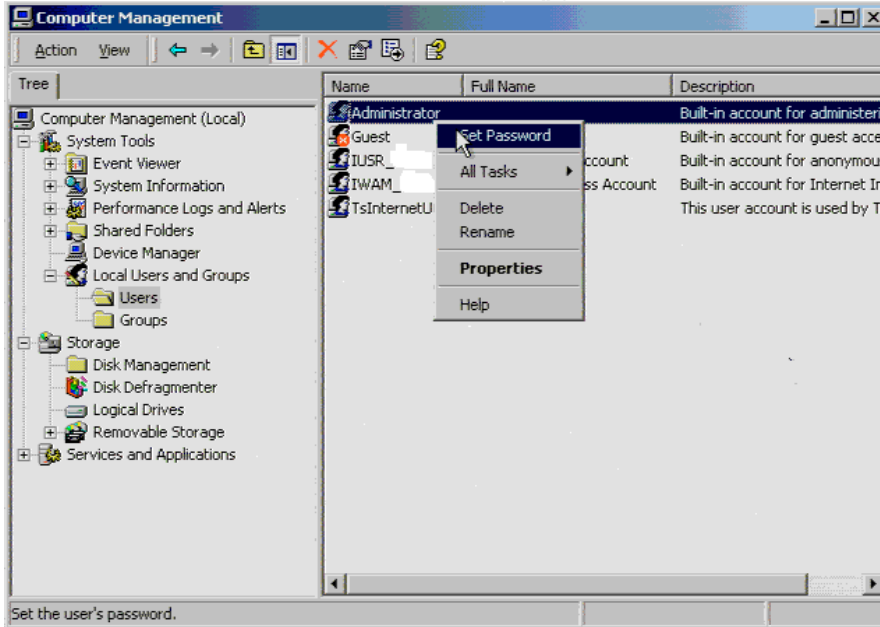 Computer Management
Action View
Tree
Computer Management (Local)
System Tools
Event Viewer
System Information
Performance Logs and Alerts
Shared Folders
Device Manager
Local Users and Groups
Users
Groups
Storage
Disk Management
Disk Defragmenter
Logical Drives
Removable Storage
Services and Applications
Name Full Name Description
Administrator Built-in account for administeri
Guest Built-in account for guest acce
IUSR_ ccount Built-in account for anonymou
IWAM_ ss Account Built-in account for Internet Ir
TsInternetU This user account is used by T
Set Password
All Tasks
Delete
Rename
Properties
Help
Set the user's password.